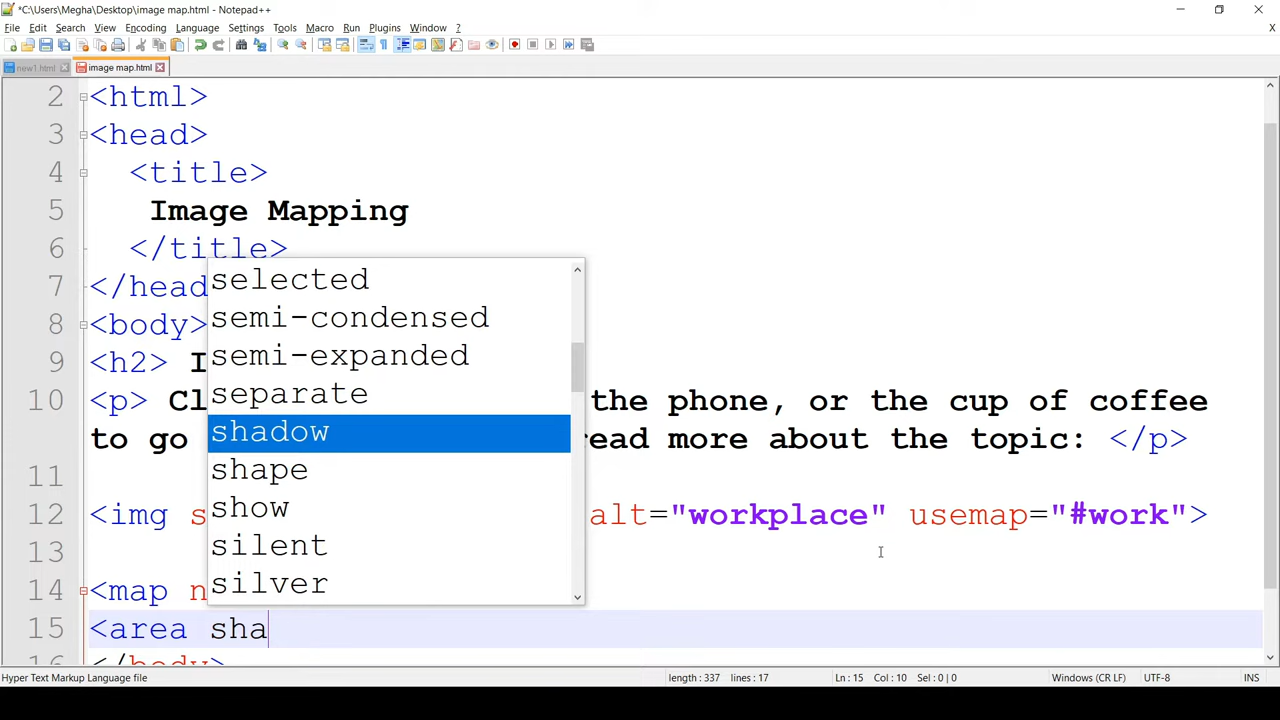 *C:\Users\Megha\Desktop\image map.html - Notepad++
File Edit Search View Encoding Language Settings Tools Macro Run Plugins Window ? X
new1.html image map.html
2 <html>
3 <head>
4 <title>
5 Image Mapping
6 </title>
7 </head
8 <body>
9 <h2> I
10 <p> Cl the phone, or the cup of coffee
to go read more about the topic: </p>
11
12 <img s alt="workplace" usemap="#work">
13
14 <map n
15 <area sha
16 </body>
selected
semi-condensed
semi-expanded
separate
shadow
shape
show
silent
silver
Hyper Text Markup Language file length : 337 lines : 17 Ln : 15 Col : 10 Sel : 0 | 0 Windows (CR LF) UTF-8 INS